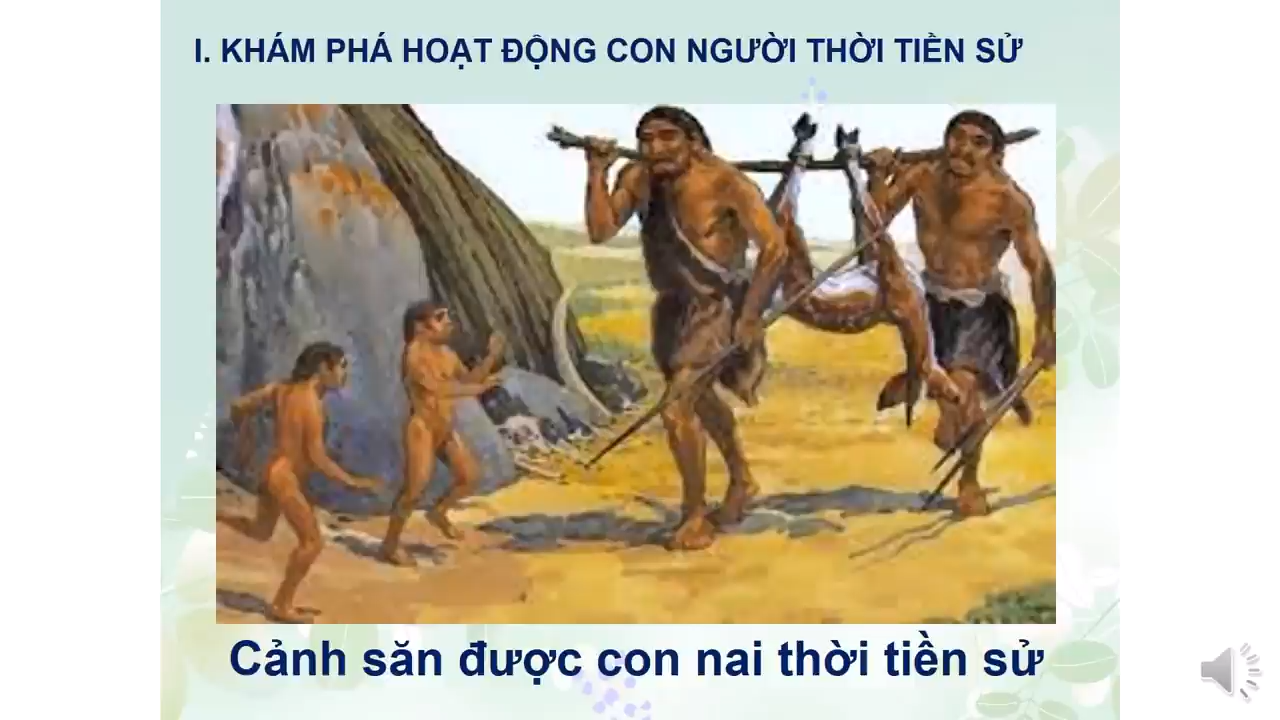 I. KHÁM PHÁ HOẠT ĐỘNG CON NGƯỜI THỜI TIỀN SỬ
Cảnh săn được con nai thời tiền sử